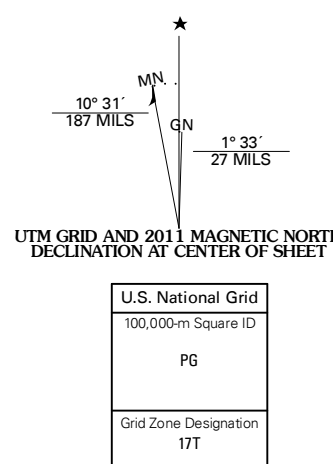 MN
10° 31´
187 MILS
GN
1° 33´
27 MILS
UTM GRID AND 2011 MAGNETIC NORTH
DECLINATION AT CENTER OF SHEET
U.S. National Grid
100,000-m Square ID
PG
Grid Zone Designation
17T